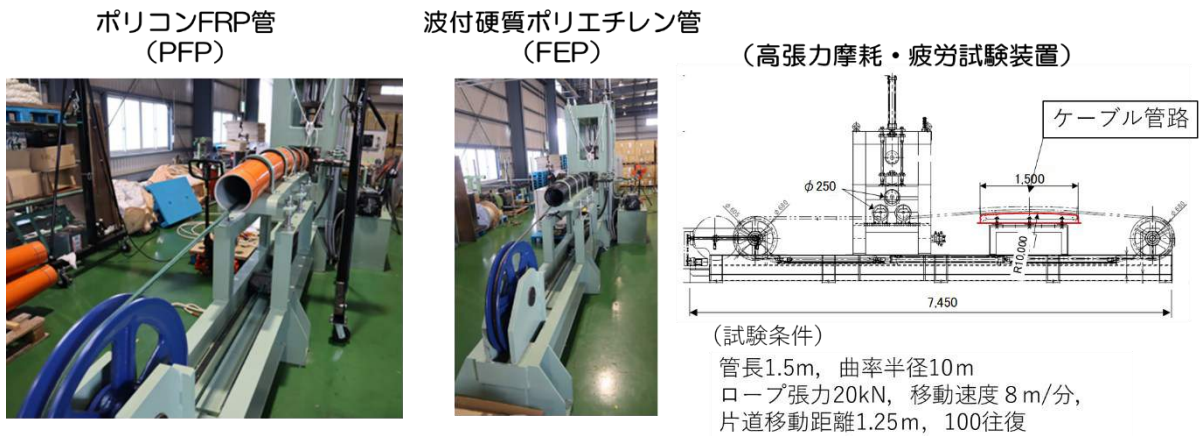 ポリコンFRP管
（PFP）
波付硬質ポリエチレン管
（FEP）
（高張力摩耗・疲労試験装置）
ケーブル管路
φ250
1,500
R10,000
7,450
（試験条件）
管長1.5m，曲率半径10m
ロープ張力20kN，移動速度８m/分，
片道移動距離1.25m，100往復